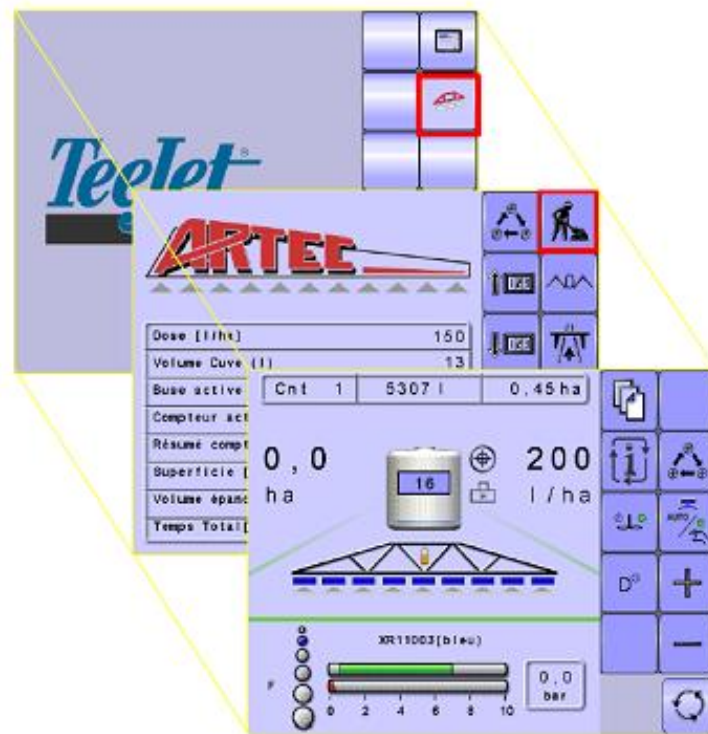 TeeJet®
ARTEC
Dose [l/ha] 150
Volume Cuve (l) 13
Buse active
Compteur act
Résumé compt
Superficie [
Volume épand
Temps Total[
Cnt 1 5307 l 0.45ha
0,0
ha
16
200
l/ha
AUTO
D
XR11003(bleu)
F
0 2 4 6 8 10
0,0
bar